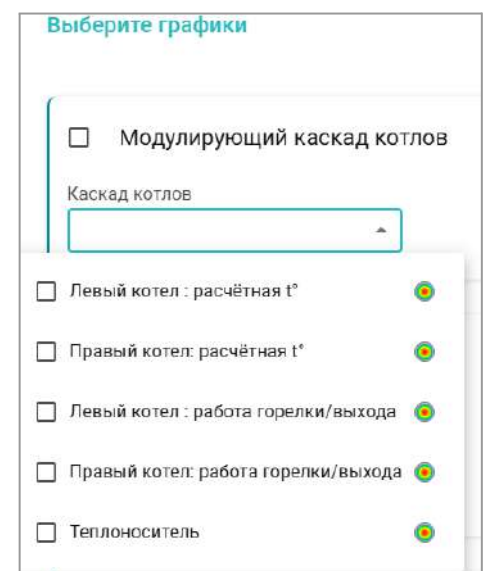 Выберите графики
Модулирующий каскад котлов
Каскад котлов
Левый котел : расчётная t°
Правый котел: расчётная t°
Левый котел : работа горелки/выхода
Правый котел: работа горелки/выхода
Теплоноситель